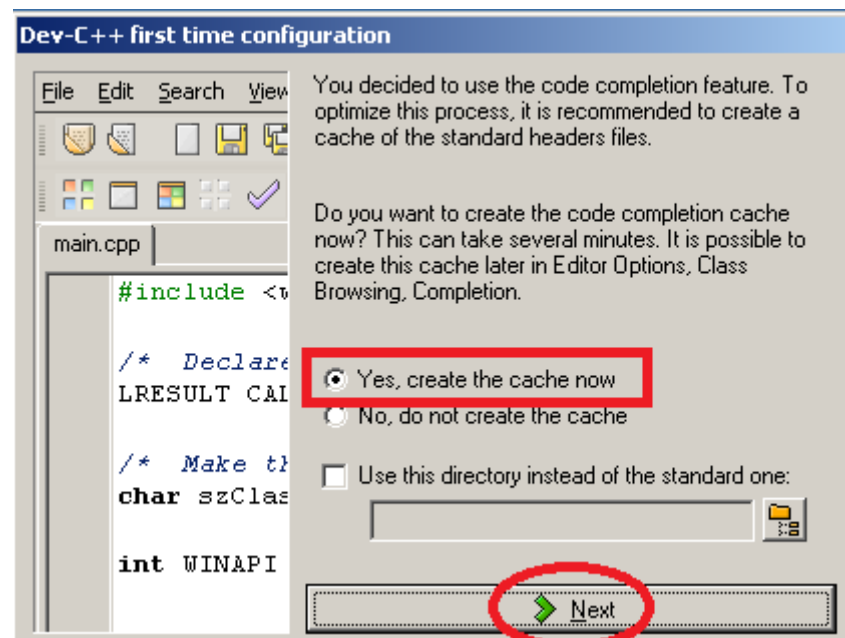 Dev-C++ first time configuration
File Edit Search View
main.cpp
#include <w
/* Declare
LRESULT CAL
/* Make th
char szClas
int WINAPI
You decided to use the code completion feature. To
optimize this process, it is recommended to create a
cache of the standard headers files.
Do you want to create the code completion cache
now? This can take several minutes. It is possible to
create this cache later in Editor Options, Class
Browsing, Completion.
Yes, create the cache now
No, do not create the cache
Use this directory instead of the standard one:
Next